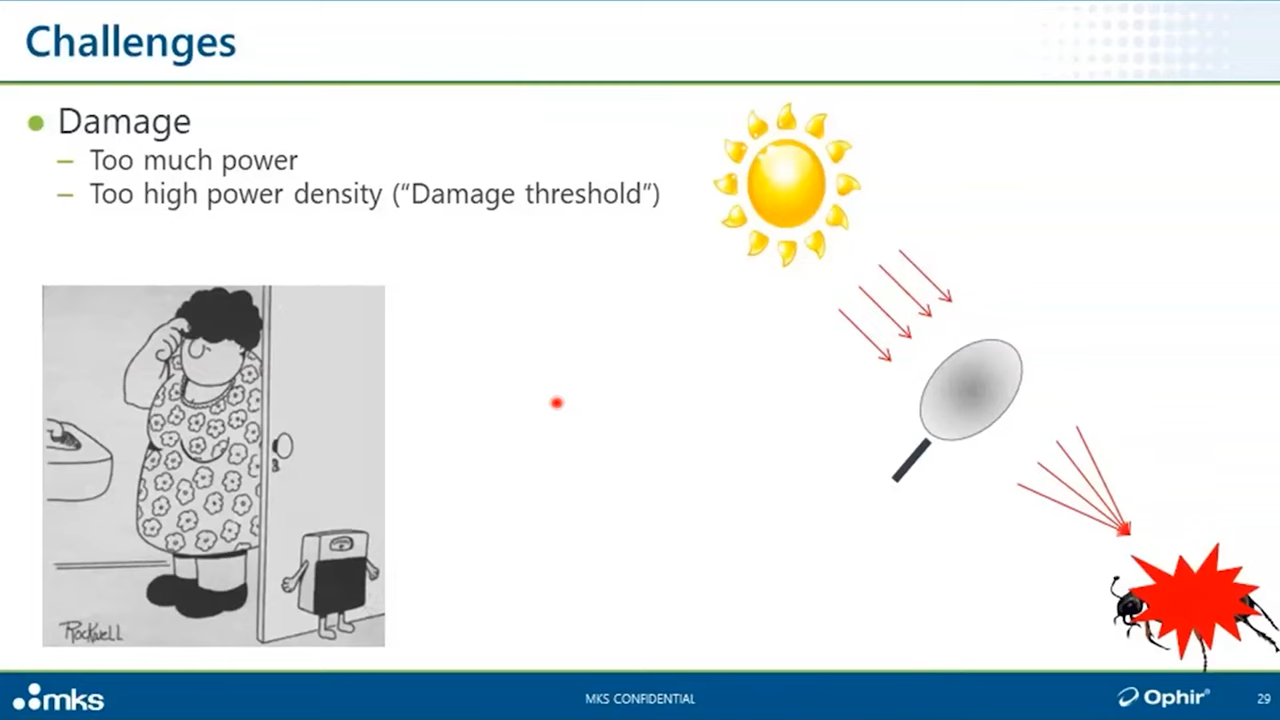 Challenges
Damage
– Too much power
– Too high power density (“Damage threshold”)
Rockwell
mks
MKS CONFIDENTIAL
Ophir®
29